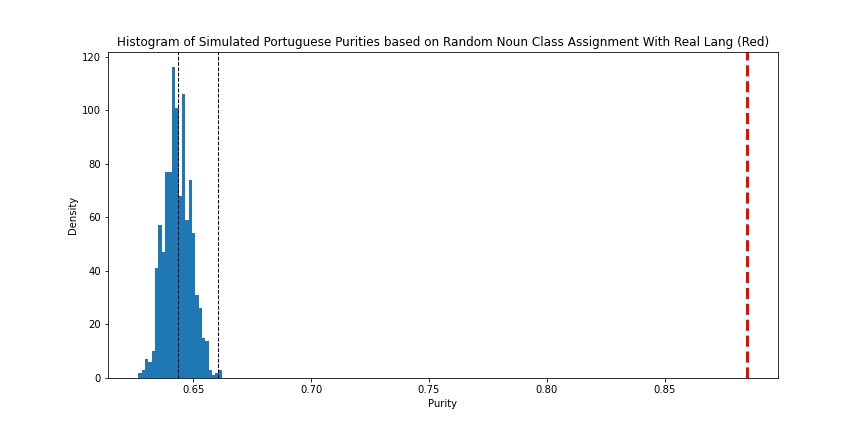 Histogram of Simulated Portuguese Purities based on Random Noun Class Assignment With Real Lang (Red)
120
100
80
60
40
20
0
Density
0.65 0.70 0.75 0.80 0.85
Purity